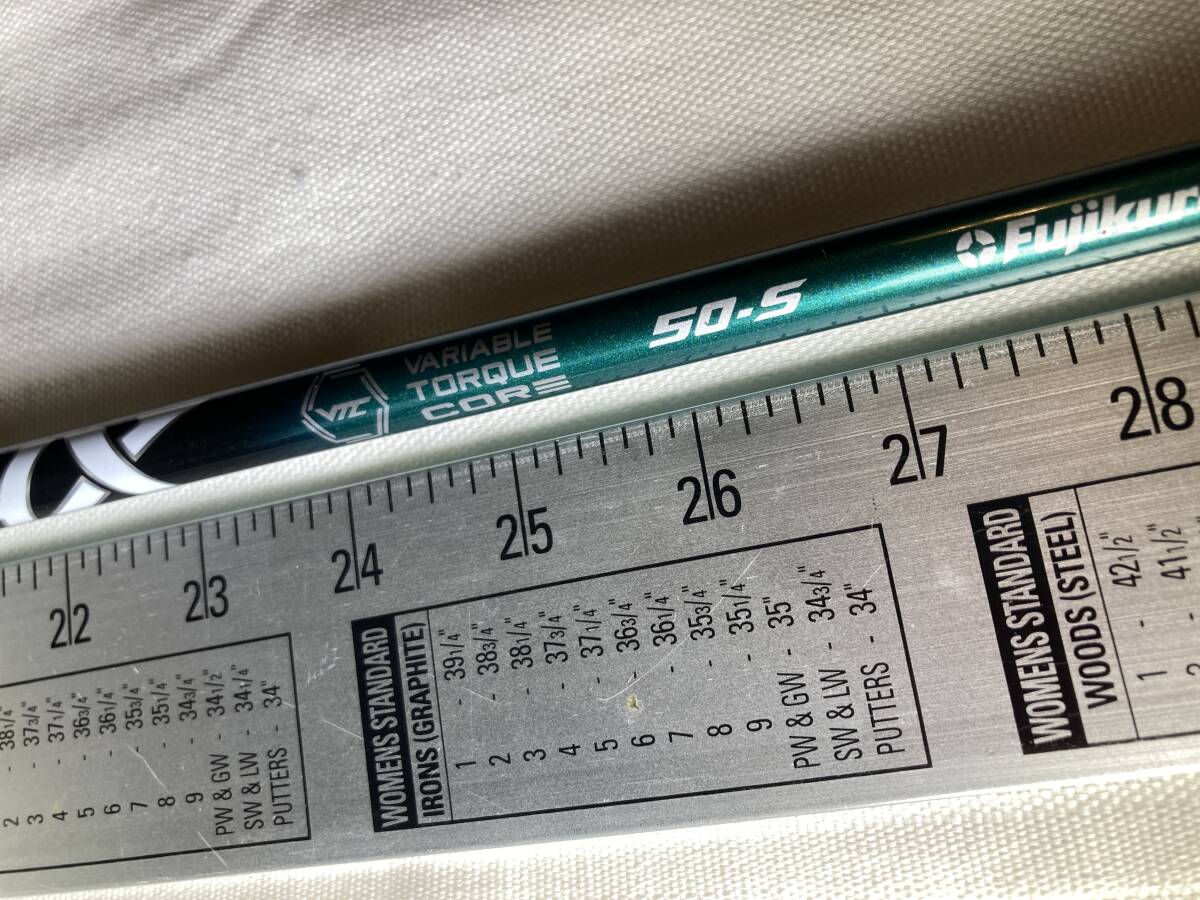 VTC
VARIABLE
TORQUE
CORE
50-S
Fujikur
22 23 24 25 26 27 28
2 - 38 1/4"
3 - 37 3/4"
4 - 37 1/4"
5 - 36 3/4"
6 - 36 1/4"
7 - 35 3/4"
8 - 35 1/4"
9 - 34 3/4"
PW & GW - 34 1/2"
SW & LW - 34 1/4"
PUTTERS - 34"
WOMENS STANDARD
IRONS (GRAPHITE)
1 - 39 1/4"
2 - 38 3/4"
3 - 38 1/4"
4 - 37 3/4"
5 - 37 1/4"
6 - 36 3/4"
7 - 36 1/4"
8 - 35 3/4"
9 - 35 1/4"
PW & GW - 35"
SW & LW - 34 3/4"
PUTTERS - 34"
WOMENS STANDARD
WOODS (STEEL)
1 - 42 1/2"
- 41 1/2"